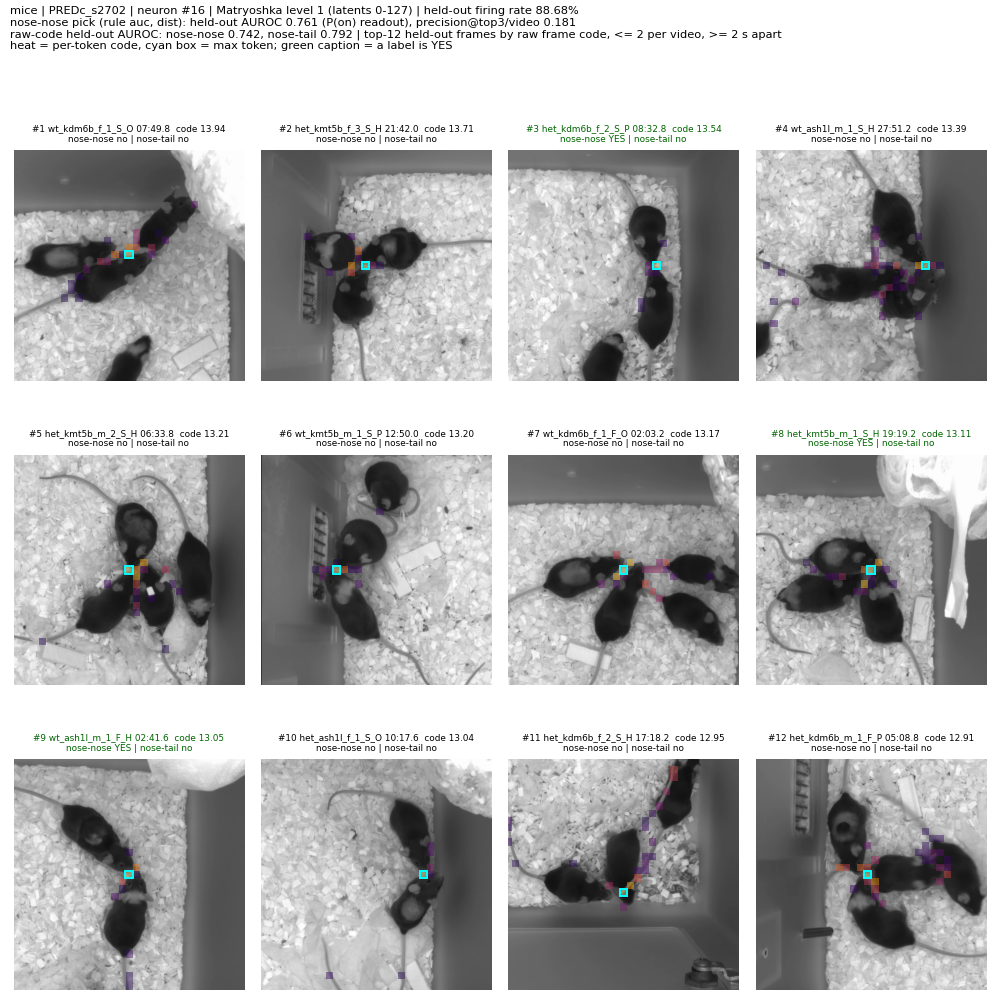 mice | PREDc_s2702 | neuron #16 | Matryoshka level 1 (latents 0-127) | held-out firing rate 88.68%
nose-nose pick (rule auc, dist): held-out AUROC 0.761 (P(on) readout), precision@top3/video 0.181
raw-code held-out AUROC: nose-nose 0.742, nose-tail 0.792 | top-12 held-out frames by raw frame code, <= 2 per video, >= 2 s apart
heat = per-token code, cyan box = max token; green caption = a label is YES
#1 wt_kdm6b_f_1_S_O 07:49.8 code 13.94
nose-nose no | nose-tail no
#2 het_kmt5b_f_3_S_H 21:42.0 code 13.71
nose-nose no | nose-tail no
#3 het_kdm6b_f_2_S_P 08:32.8 code 13.54
nose-nose YES | nose-tail no
#4 wt_ash1l_m_1_S_H 27:51.2 code 13.39
nose-nose no | nose-tail no
#5 het_kmt5b_m_2_S_H 06:33.8 code 13.21
nose-nose no | nose-tail no
#6 wt_kmt5b_m_1_S_P 12:50.0 code 13.20
nose-nose no | nose-tail no
#7 wt_kdm6b_f_1_F_O 02:03.2 code 13.17
nose-nose no | nose-tail no
#8 het_kmt5b_m_1_S_H 19:19.2 code 13.11
nose-nose YES | nose-tail no
#9 wt_ash1l_m_1_F_H 02:41.6 code 13.05
nose-nose YES | nose-tail no
#10 het_ash1l_f_1_S_O 10:17.6 code 13.04
nose-nose no | nose-tail no
#11 het_kdm6b_f_2_S_H 17:18.2 code 12.95
nose-nose no | nose-tail no
#12 het_kdm6b_m_1_F_P 05:08.8 code 12.91
nose-nose no | nose-tail no